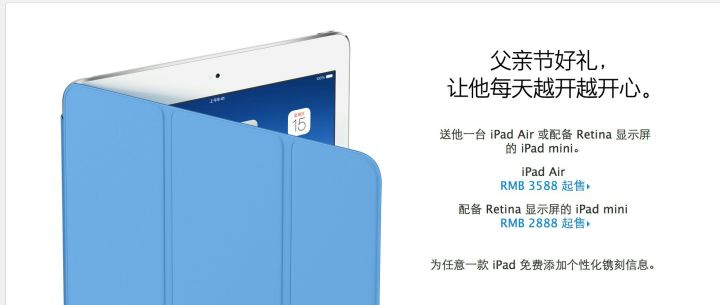 父亲节好礼，
让他每天越开越开心。
送他一台 iPad Air 或配备 Retina 显示屏
的 iPad mini。
iPad Air
RMB 3588 起售
配备 Retina 显示屏的 iPad mini
RMB 2888 起售
为任意一款 iPad 免费添加个性化镌刻信息。
100%
15